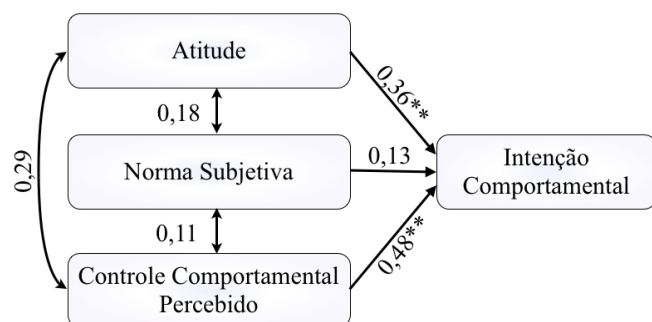 Atitude
0,36**
0,18
0,29
Norma Subjetiva
0,13
Intenção
Comportamental
0,11
0,48**
Controle Comportamental
Percebido